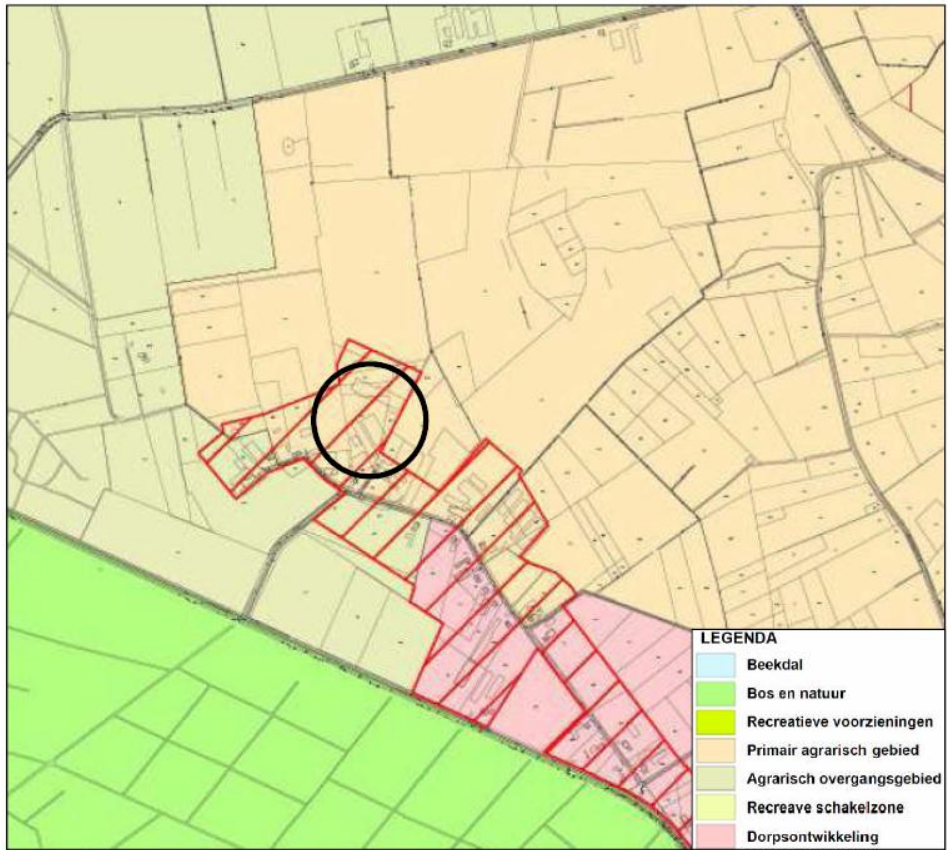 LEGENDA
Beekdal
Bos en natuur
Recreatieve voorzieningen
Primair agrarisch gebied
Agrarisch overgangsgebied
Recreave schakelzone
Dorpsontwikkeling